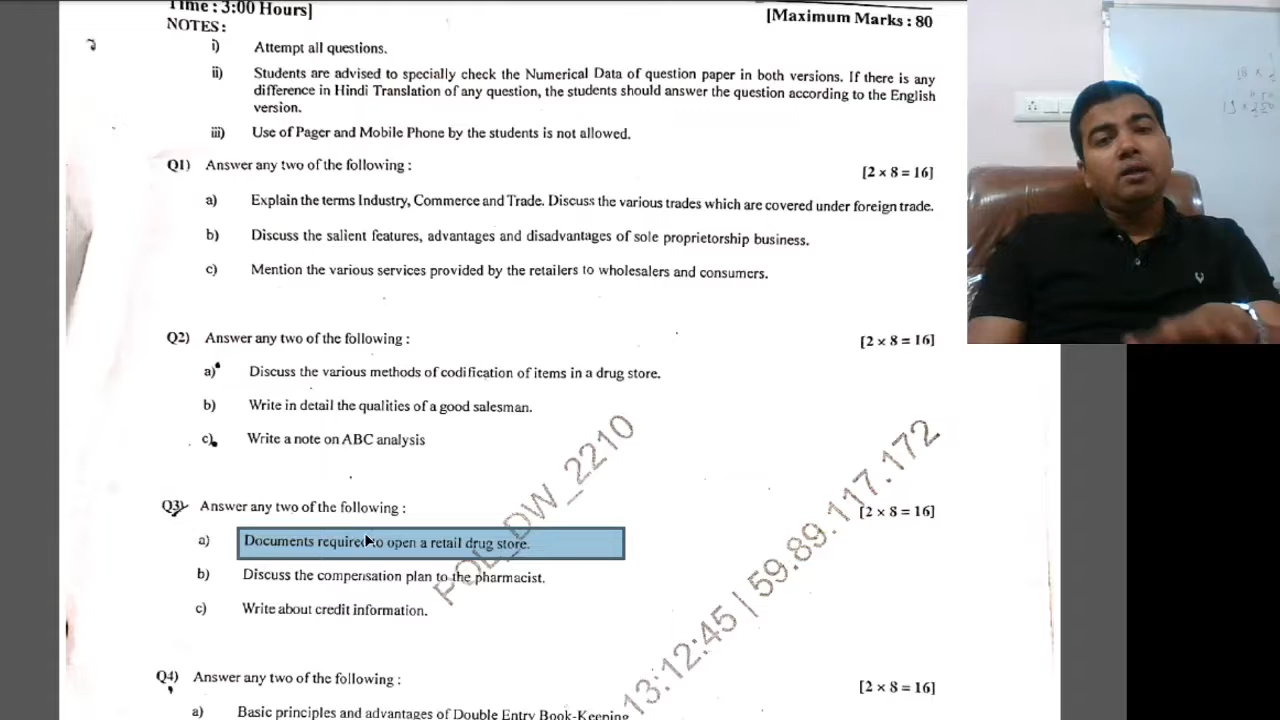 Time : 3:00 Hours]
[Maximum Marks : 80
NOTES :
i) Attempt all questions.
ii) Students are advised to specially check the Numerical Data of question paper in both versions. If there is any
difference in Hindi Translation of any question, the students should answer the question according to the English
version.
iii) Use of Pager and Mobile Phone by the students is not allowed.
Q1) Answer any two of the following :
[2 × 8 = 16]
a) Explain the terms Industry, Commerce and Trade. Discuss the various trades which are covered under foreign trade.
b) Discuss the salient features, advantages and disadvantages of sole proprietorship business.
c) Mention the various services provided by the retailers to wholesalers and consumers.
Q2) Answer any two of the following :
[2 × 8 = 16]
a) Discuss the various methods of codification of items in a drug store.
b) Write in detail the qualities of a good salesman.
c) Write a note on ABC analysis
Q3) Answer any two of the following :
[2 × 8 = 16]
a) Documents required to open a retail drug store.
b) Discuss the compensation plan to the pharmacist.
c) Write about credit information.
Q4) Answer any two of the following :
[2 × 8 = 16]
a) Basic principles and advantages of Double Entry Book-Keeping
POL_DW_2210
13:12:45 | 59.89.117.172